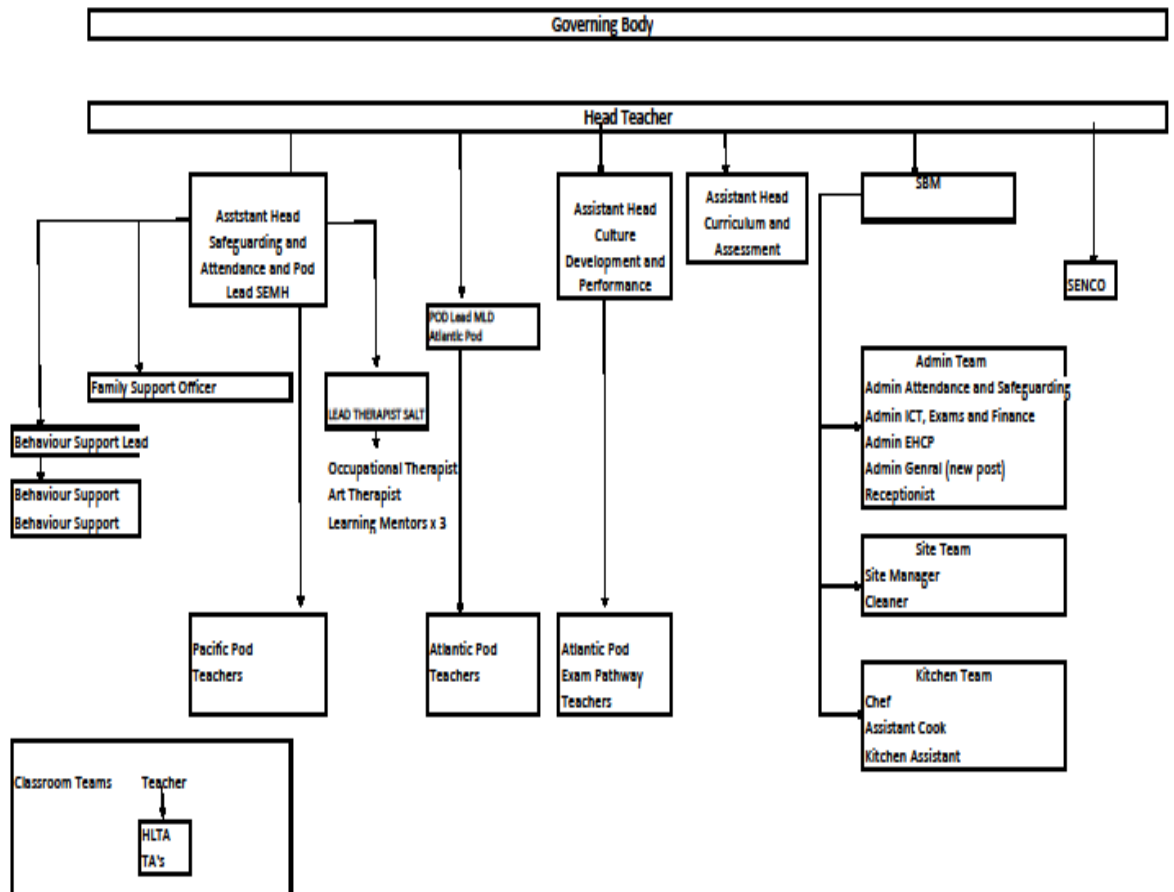 Governing Body
Head Teacher
Asststant Head
Safeguarding and
Attendance and Pod
Lead SEMH
POD Lead MLD
Atlantic Pod
Assistant Head
Culture
Development and
Performance
Assistant Head
Curriculum and
Assessment
SBM
SENCO
Family Support Officer
Behaviour Support Lead
Behaviour Support
Behaviour Support
LEAD THERAPIST SALT
Occupational Therapist
Art Therapist
Learning Mentors x 3
Admin Team
Admin Attendance and Safeguarding
Admin ICT, Exams and Finance
Admin EHCP
Admin Genral (new post)
Receptionist
Site Team
Site Manager
Cleaner
Pacific Pod
Teachers
Atlantic Pod
Teachers
Atlantic Pod
Exam Pathway
Teachers
Kitchen Team
Chef
Assistant Cook
Kitchen Assistant
Classroom Teams Teacher
HLTA
TA's